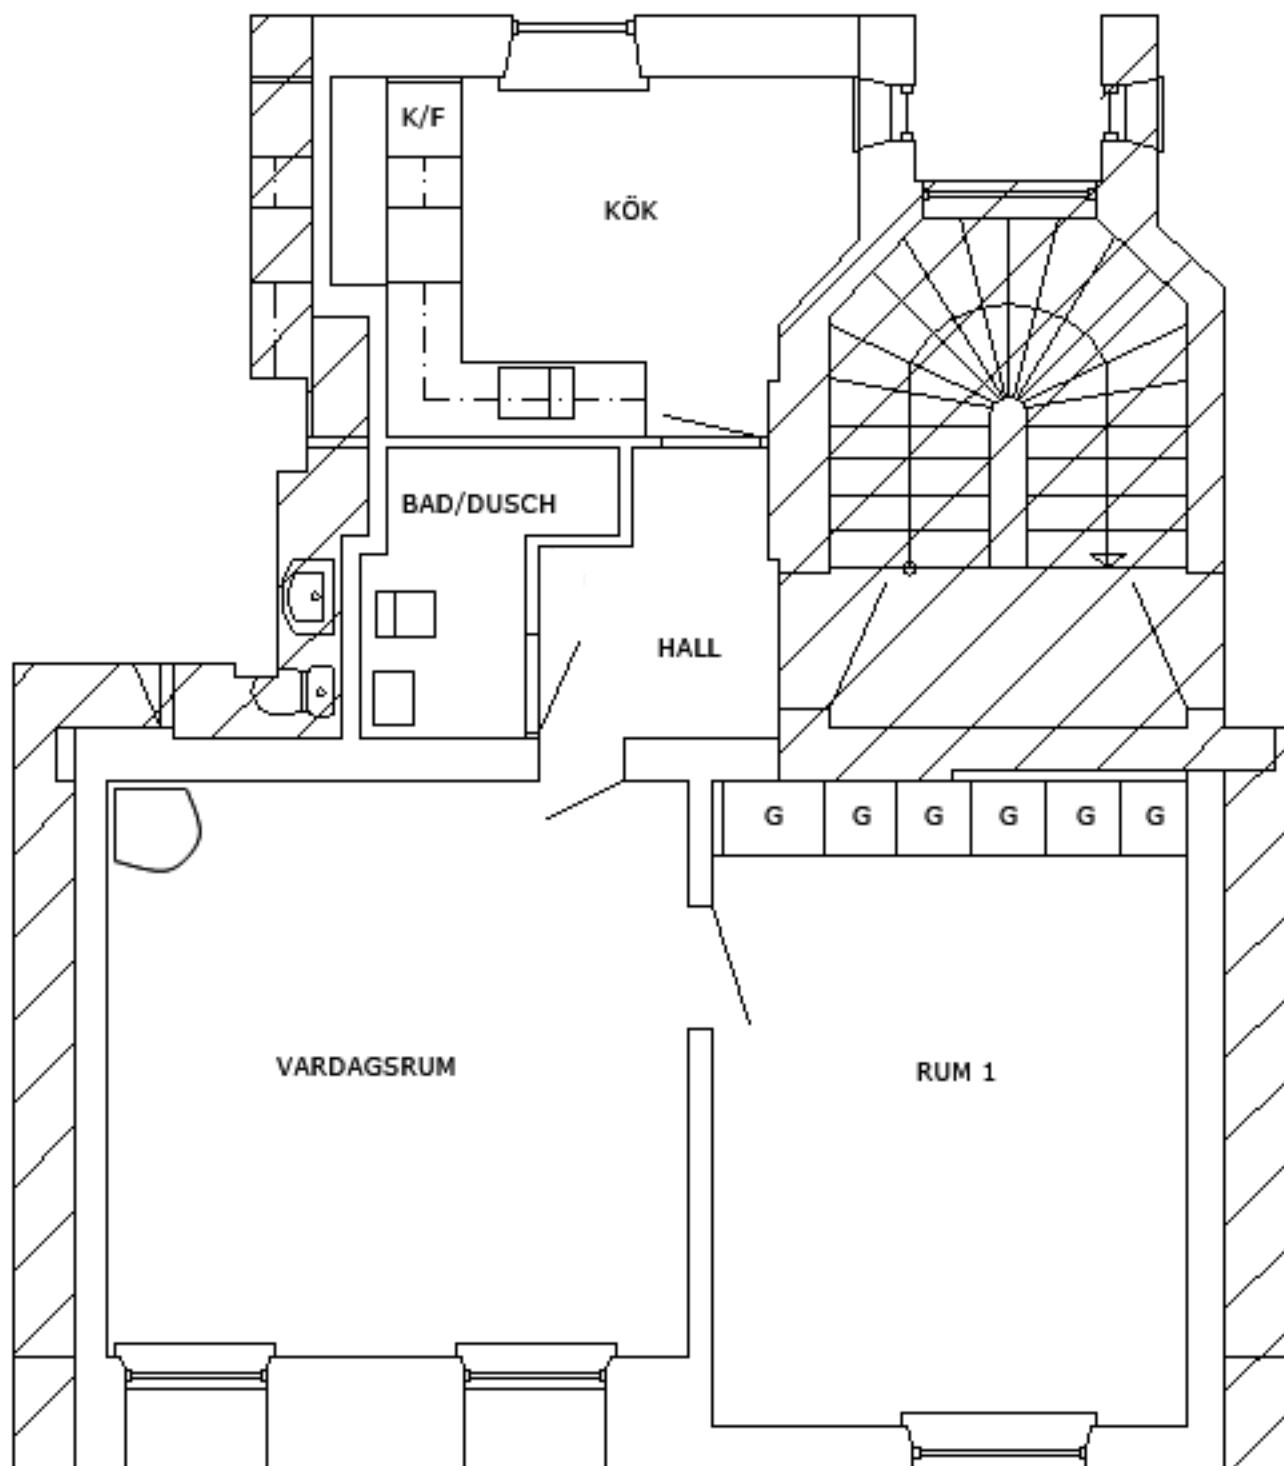 K/F
KÖK
BAD/DUSCH
HALL
G G G G G G
VARDAGSRUM
RUM 1